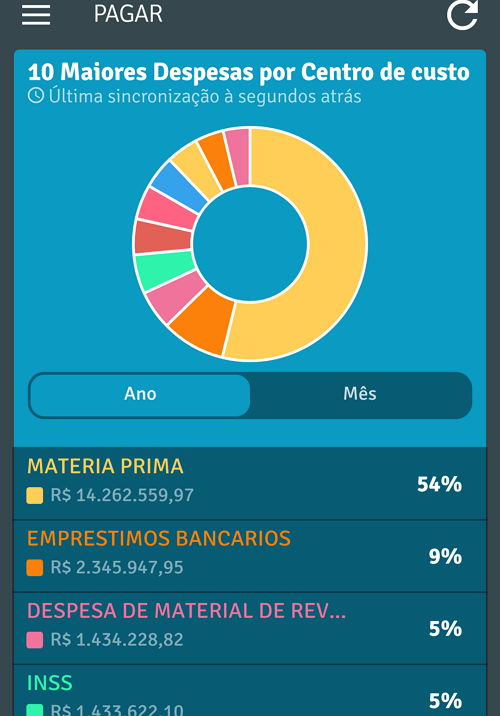 PAGAR
10 Maiores Despesas por Centro de custo
Última sincronização à segundos atrás
Ano
Mês
MATERIA PRIMA
R$ 14.262.559,97
54%
EMPRESTIMOS BANCARIOS
R$ 2.345.947,95
9%
DESPESA DE MATERIAL DE REV...
R$ 1.434.228,82
5%
INSS
R$ 1.433.622,10
5%